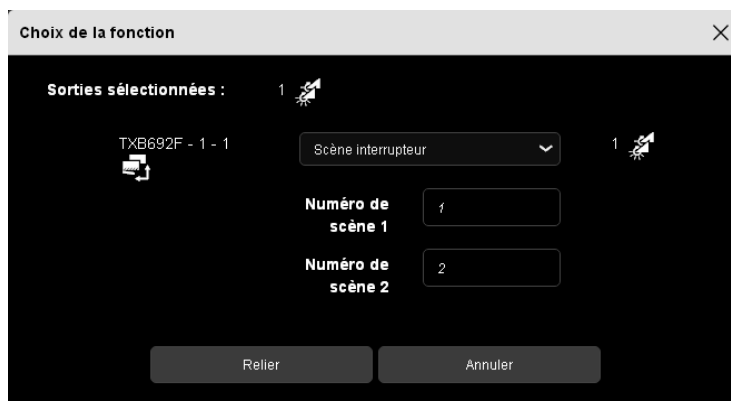 Choix de la fonction
Sorties sélectionnées : 1
TXB692F - 1 - 1 Scène interrupteur 1
Numéro de
scène 1
1
Numéro de
scène 2
2
Relier Annuler